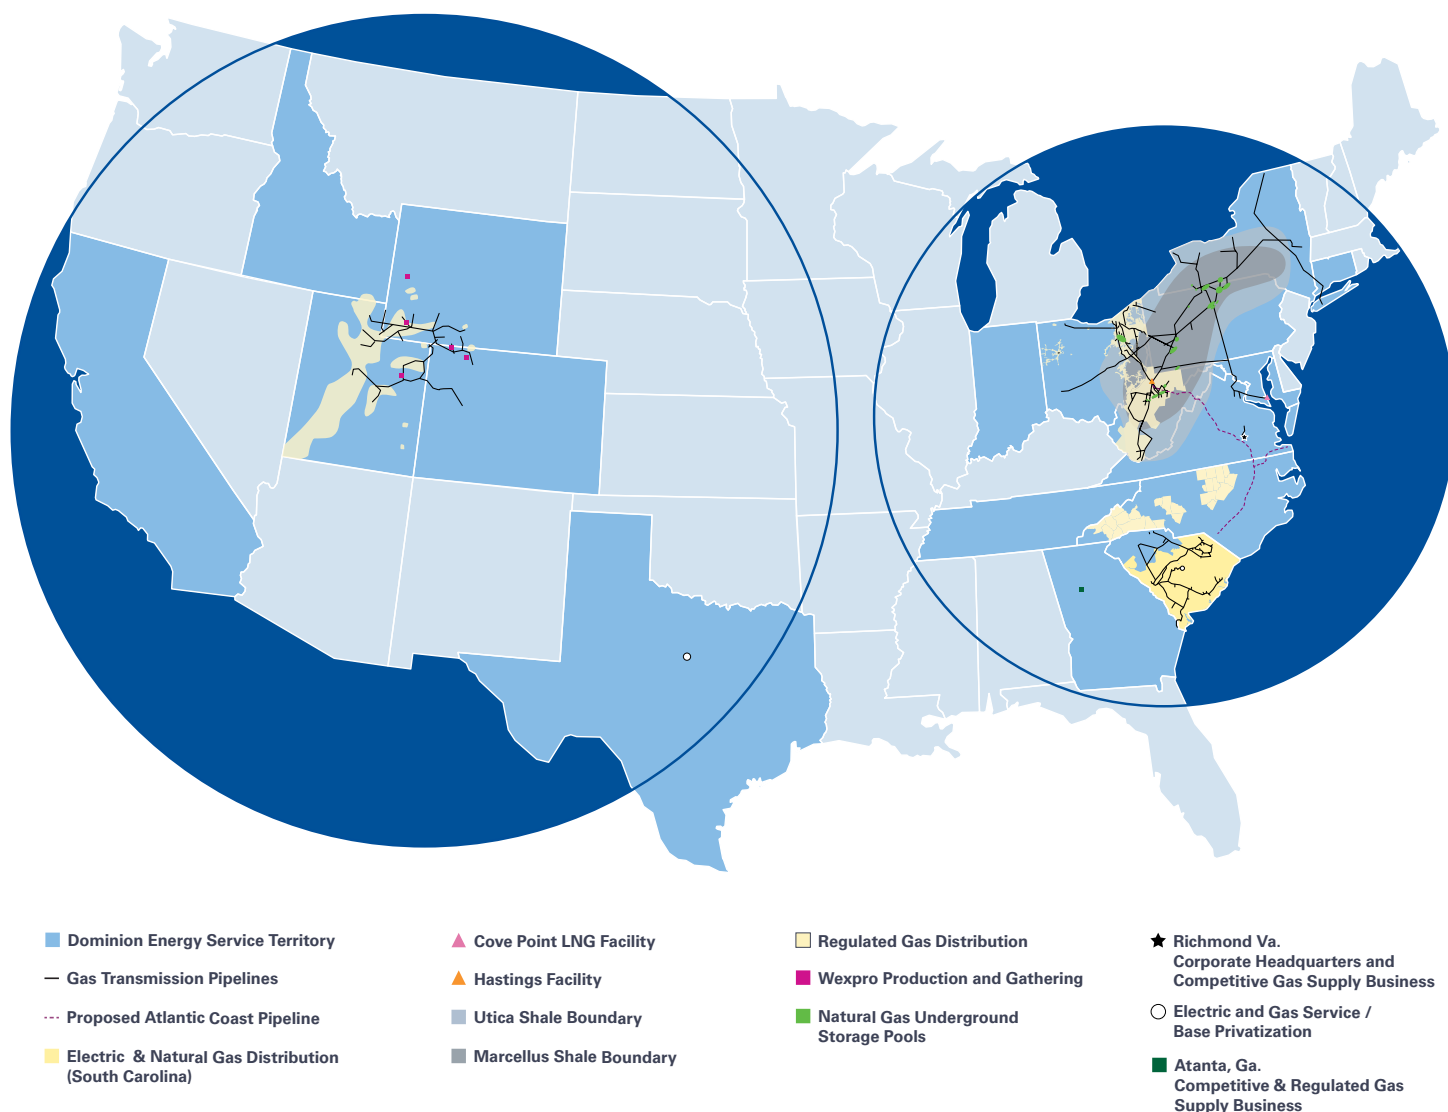 Dominion Energy Service Territory
Gas Transmission Pipelines
Proposed Atlantic Coast Pipeline
Electric & Natural Gas Distribution
(South Carolina)
Cove Point LNG Facility
Hastings Facility
Utica Shale Boundary
Marcellus Shale Boundary
Regulated Gas Distribution
Wexpro Production and Gathering
Natural Gas Underground
Storage Pools
Richmond Va.
Corporate Headquarters and
Competitive Gas Supply Business
Electric and Gas Service /
Base Privatization
Atanta, Ga.
Competitive & Regulated Gas
Supply Business